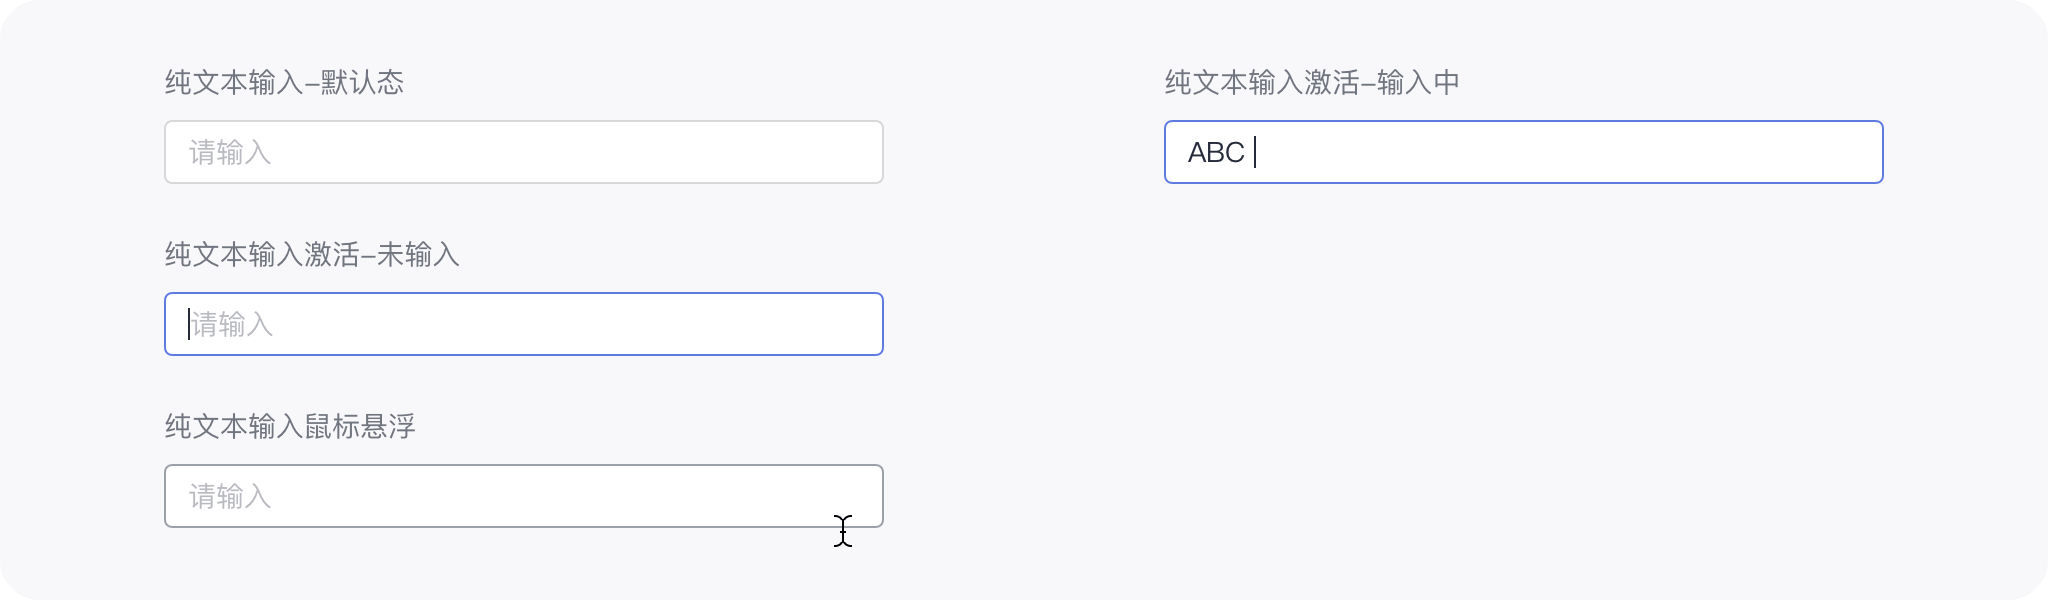 纯文本输入–默认态
请输入
纯文本输入激活–输入中
ABC
纯文本输入激活–未输入
请输入
纯文本输入鼠标悬浮
请输入